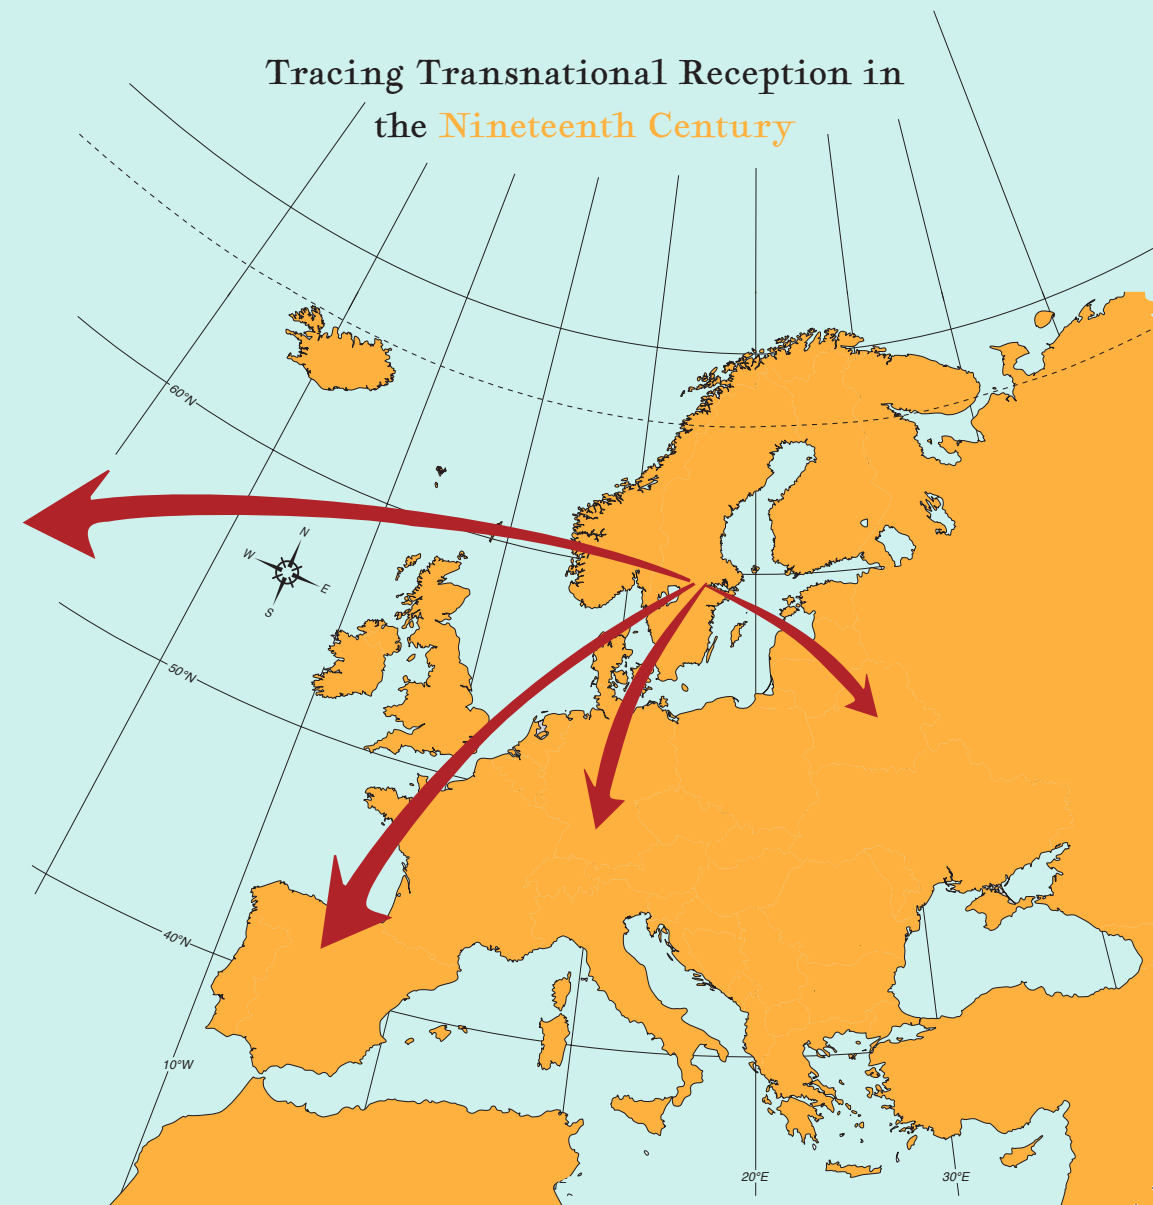 Tracing Transnational Reception in
the Nineteenth Century
60°N
N
W
E
S
50°N
40°N
10°W
20°E
30°E